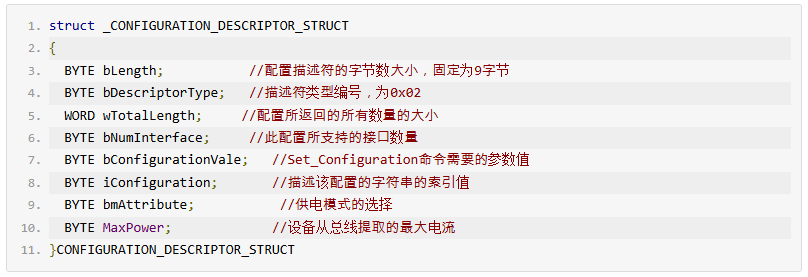 1. struct _CONFIGURATION_DESCRIPTOR_STRUCT
2. {
3. BYTE bLength; //配置描述符的字节数大小，固定为9字节
4. BYTE bDescriptorType; //描述符类型编号，为0x02
5. WORD wTotalLength; //配置所返回的所有数量的大小
6. BYTE bNumInterface; //此配置所支持的接口数量
7. BYTE bConfigurationVale; //Set_Configuration命令需要的参数值
8. BYTE iConfiguration; //描述该配置的字符串的索引值
9. BYTE bmAttribute; //供电模式的选择
10. BYTE MaxPower; //设备从总线提取的最大电流
11. }CONFIGURATION_DESCRIPTOR_STRUCT